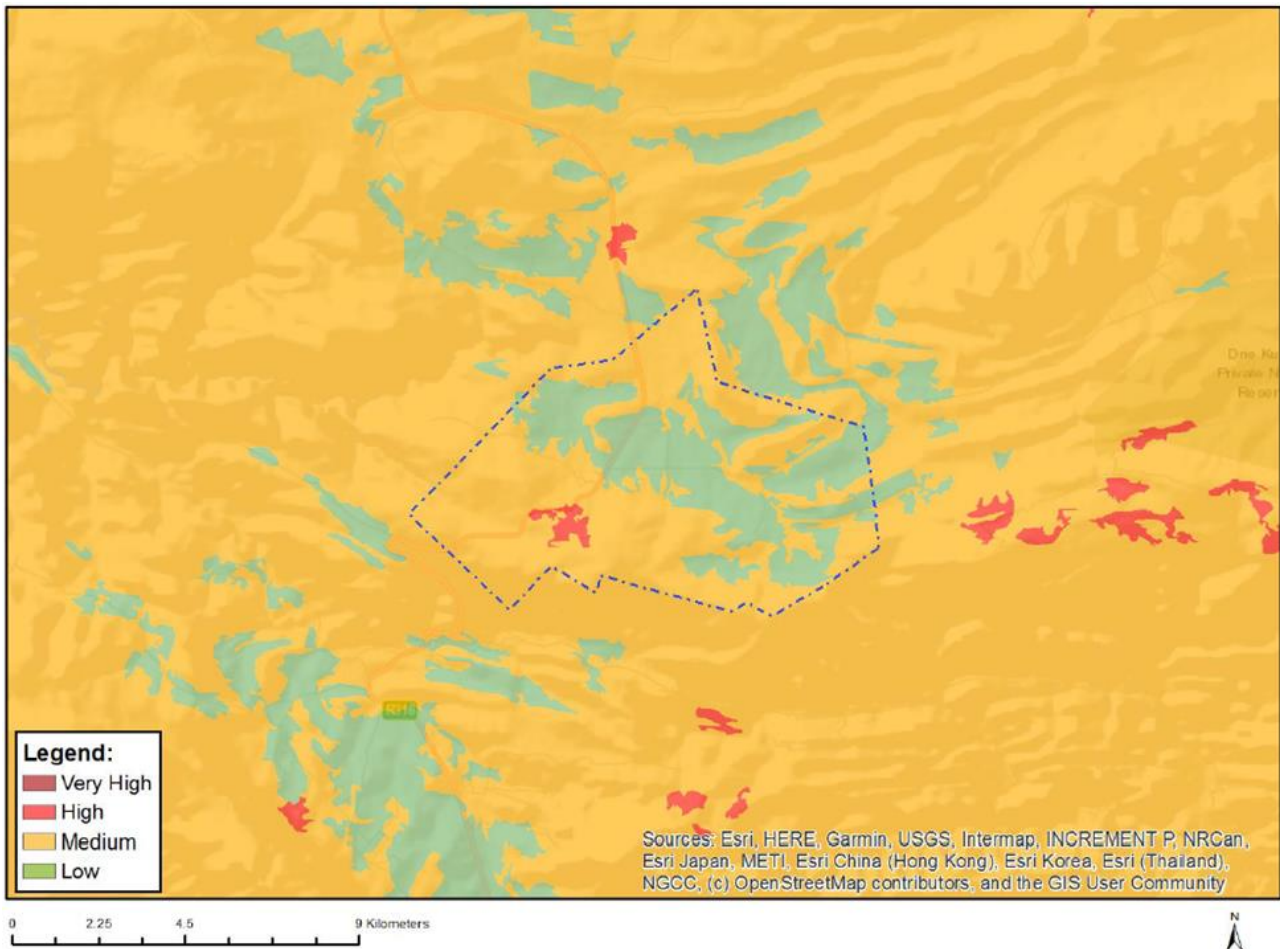 Private
Legend:
Very High
High
Medium
Low
Sources: Esri, HERE, Garmin, USGS, Intermap, INCREMENT P, NRCan,
Esri Japan, METI, Esri China (Hong Kong), Esri Korea, Esri (Thailand),
NGCC, (c) OpenStreetMap contributors, and the GIS User Community
0 2.25 4.5 9 Kilometers
N